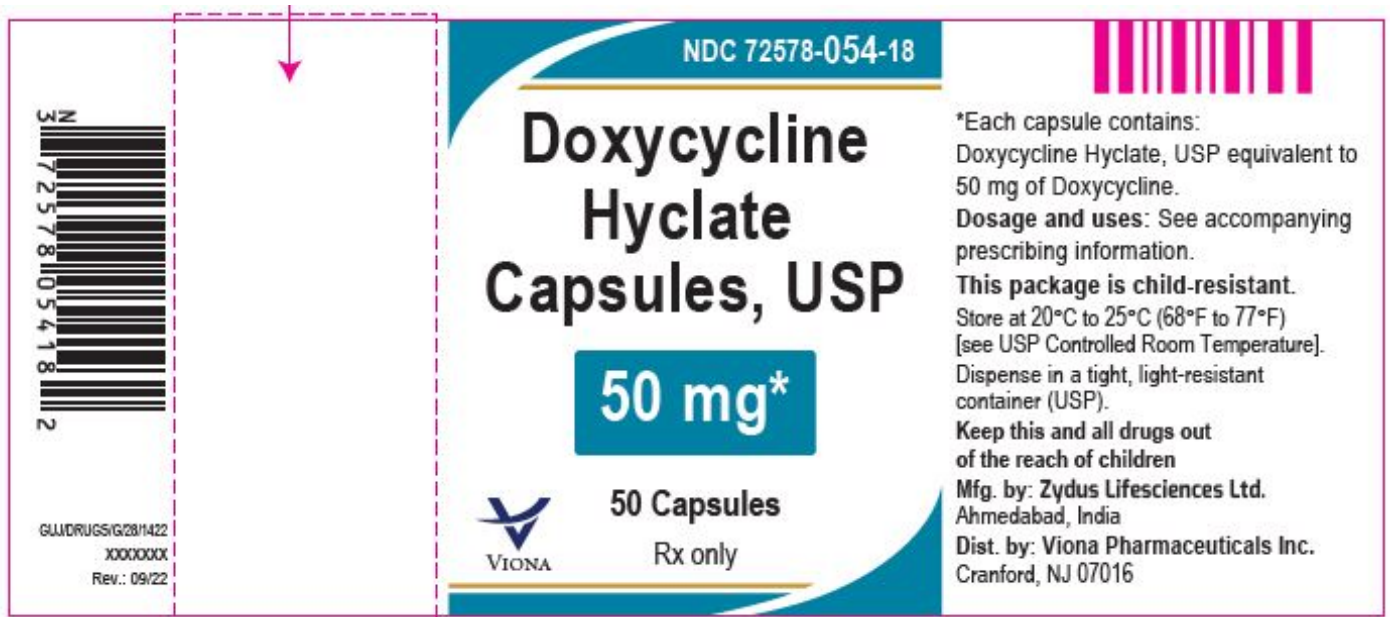 N
3 72578 05418 2
GUJ/DRUGS/G/28/1422
XXXXXXX
Rev.: 09/22
NDC 72578-054-18
Doxycycline
Hyclate
Capsules, USP
50 mg*
VIONA
50 Capsules
Rx only
*Each capsule contains:
Doxycycline Hyclate, USP equivalent to
50 mg of Doxycycline.
Dosage and uses: See accompanying
prescribing information.
This package is child-resistant.
Store at 20°C to 25°C (68°F to 77°F)
[see USP Controlled Room Temperature].
Dispense in a tight, light-resistant
container (USP).
Keep this and all drugs out
of the reach of children
Mfg. by: Zydus Lifesciences Ltd.
Ahmedabad, India
Dist. by: Viona Pharmaceuticals Inc.
Cranford, NJ 07016